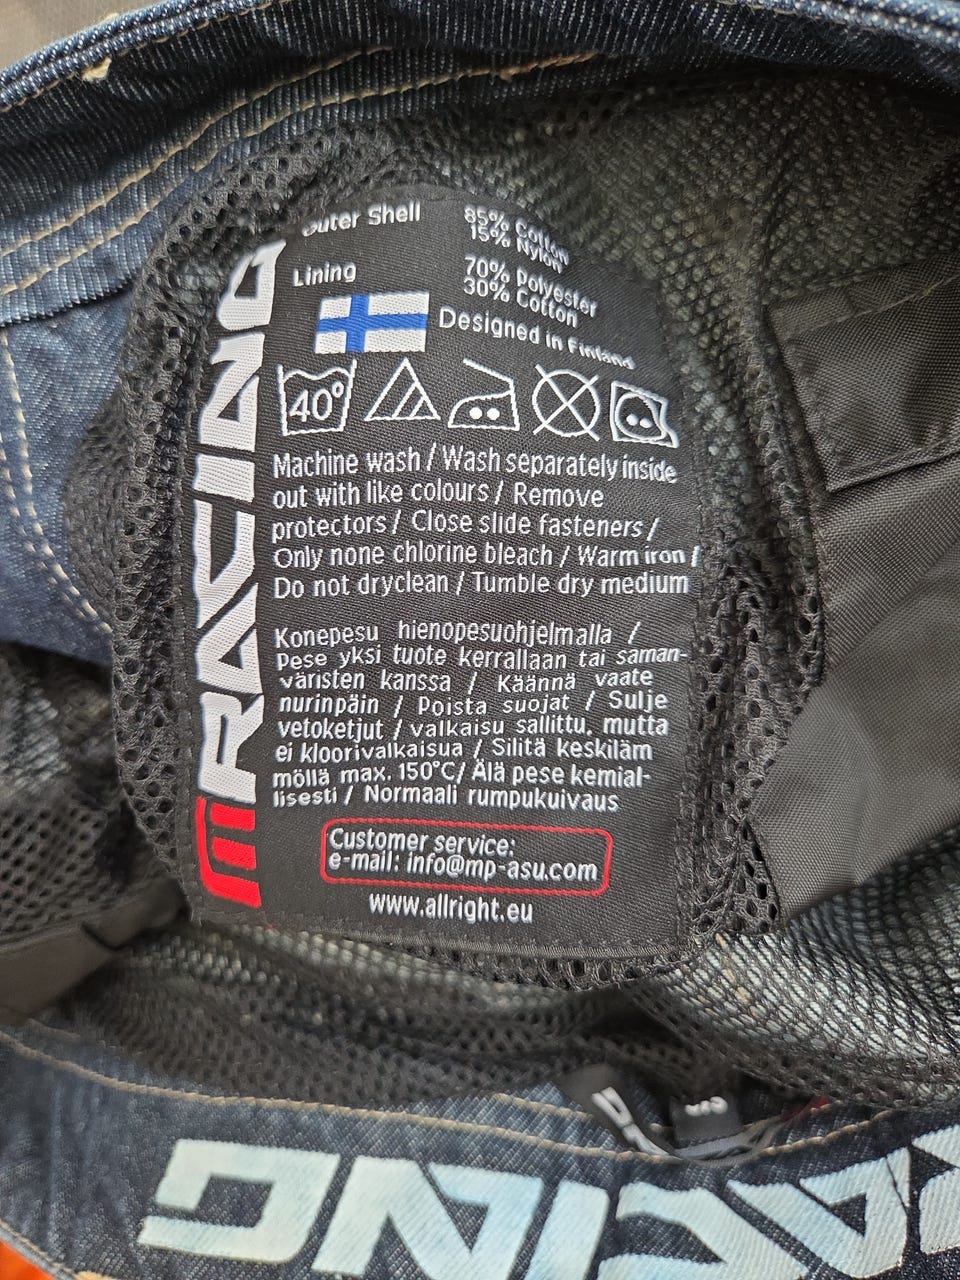 Outer Shell 85% Cotton
15% Nylon
Lining 70% Polyester
30% Cotton
Designed in Finland
40°
Machine wash / Wash separately inside
out with like colours / Remove
protectors / Close slide fasteners /
Only none chlorine bleach / Warm iron /
Do not dryclean / Tumble dry medium
Konepesu hienopesuohjelmalla /
Pese yksi tuote kerrallaan tai saman-
väristen kanssa / Käännä vaate
nurinpäin / Poista suojat / Sulje
vetoketjut / valkaisu sallittu, mutta
ei kloorivalkaisua / Silitä keskiläm
möllä max. 150°C/ Älä pese kemial-
lisesti / Normaali rumpukuivaus
Customer service:
e-mail: info@mp-asu.com
www.allright.eu
RACING
RACING